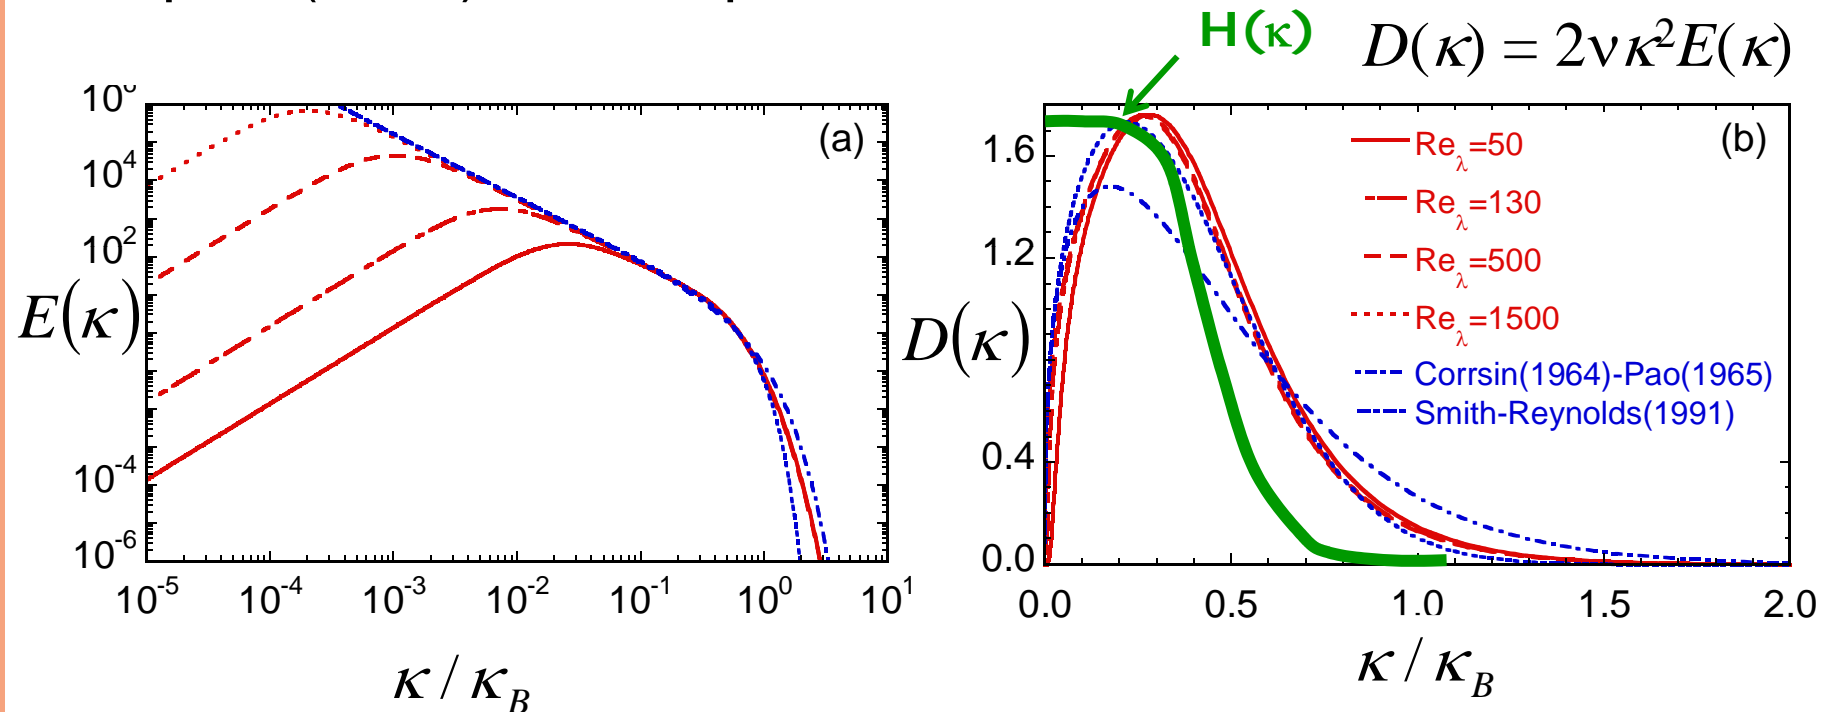 H(κ)
D(κ) = 2νκ²E(κ)
(a)
10⁴
10²
10⁻⁴
10⁻⁶
E(κ)
10⁻⁵ 10⁻⁴ 10⁻³ 10⁻² 10⁻¹ 10⁰ 10¹
κ / κ_B
(b)
1.6
1.2
0.4
0.0
D(κ)
Re_λ=50
Re_λ=130
Re_λ=500
Re_λ=1500
Corrsin(1964)-Pao(1965)
Smith-Reynolds(1991)
0.0 0.5 1.0 1.5 2.0
κ / κ_B